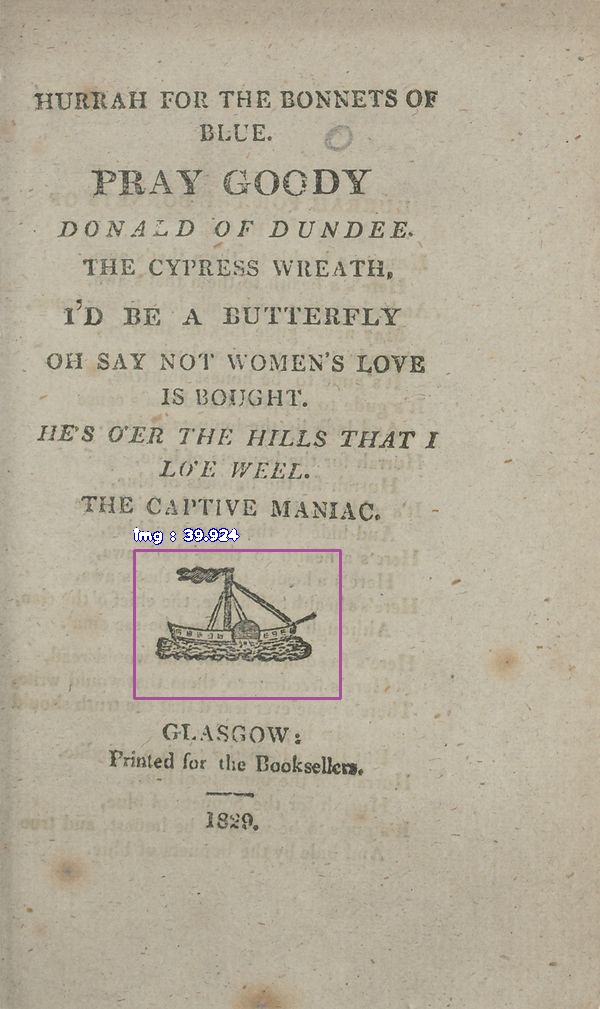 HURRAH FOR THE BONNETS OF
BLUE.
PRAY GOODY
DONALD OF DUNDEE.
THE CYPRESS WREATH,
I'D BE A BUTTERFLY
OH SAY NOT WOMEN'S LOVE
IS BOUGHT.
HE'S O'ER THE HILLS THAT I
LO'E WEEL.
THE CAPTIVE MANIAC.
img : 39.924
GLASGOW:
Printed for the Booksellers.
1829.